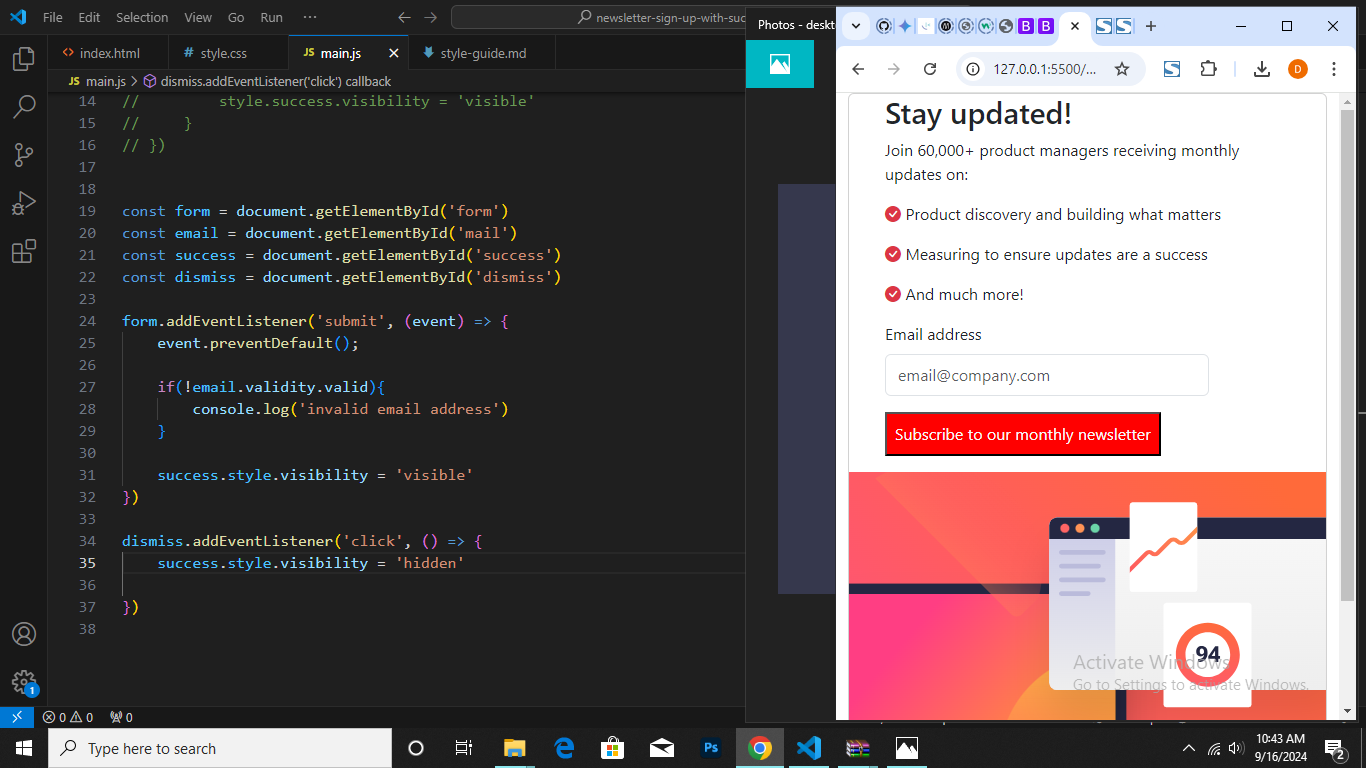 File Edit Selection View Go Run ···
newsletter-sign-up-with-suc
index.html
# style.css
JS main.js
style-guide.md
JS main.js > dismiss.addEventListener('click') callback
14 // style.success.visibility = 'visible'
15 // }
16 // })
17
18
19 const form = document.getElementById('form')
20 const email = document.getElementById('mail')
21 const success = document.getElementById('success')
22 const dismiss = document.getElementById('dismiss')
23
24 form.addEventListener('submit', (event) => {
25 event.preventDefault();
26
27 if(!email.validity.valid){
28 console.log('invalid email address')
29 }
30
31 success.style.visibility = 'visible'
32 })
33
34 dismiss.addEventListener('click', () => {
35 success.style.visibility = 'hidden'
36
37 })
38
1
0 0 0
Photos - deskt
B B
S S
127.0.0.1:5500/...
S
D
Stay updated!
Join 60,000+ product managers receiving monthly
updates on:
Product discovery and building what matters
Measuring to ensure updates are a success
And much more!
Email address
email@company.com
Subscribe to our monthly newsletter
94
Activate Windows
Go to Settings to activate Windows.
Type here to search
Ps
10:43 AM
9/16/2024
2